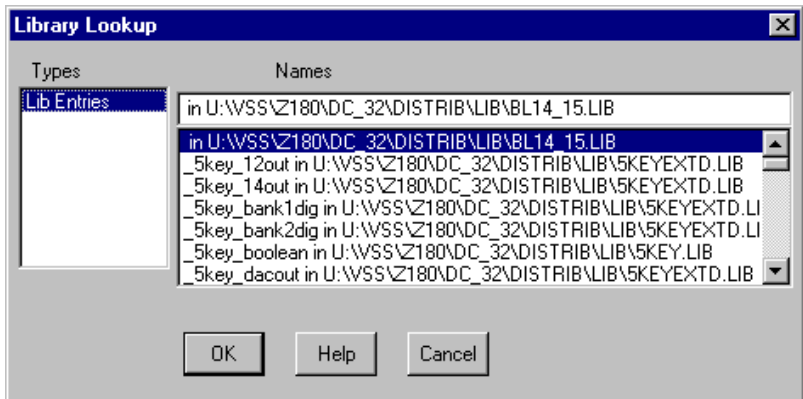 Library Lookup
Types
Names
Lib Entries
in U:\VSS\Z180\DC_32\DISTRIB\LIB\BL14_15.LIB
in U:\VSS\Z180\DC_32\DISTRIB\LIB\BL14_15.LIB
_5key_12out in U:\VSS\Z180\DC_32\DISTRIB\LIB\5KEYEXTD.LIB
_5key_14out in U:\VSS\Z180\DC_32\DISTRIB\LIB\5KEYEXTD.LIB
_5key_bank1dig in U:\VSS\Z180\DC_32\DISTRIB\LIB\5KEYEXTD.LI
_5key_bank2dig in U:\VSS\Z180\DC_32\DISTRIB\LIB\5KEYEXTD.LI
_5key_boolean in U:\VSS\Z180\DC_32\DISTRIB\LIB\5KEY.LIB
_5key_dacout in U:\VSS\Z180\DC_32\DISTRIB\LIB\5KEYEXTD.LIB
OK
Help
Cancel